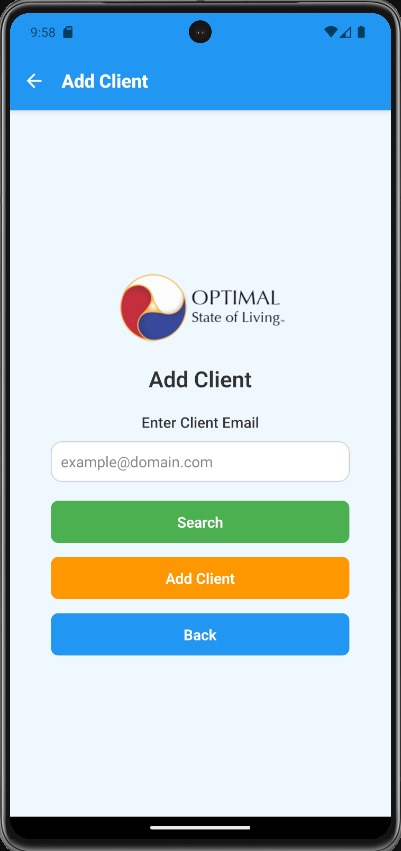 9:58
Add Client
OPTIMAL
State of Living™
Add Client
Enter Client Email
example@domain.com
Search
Add Client
Back